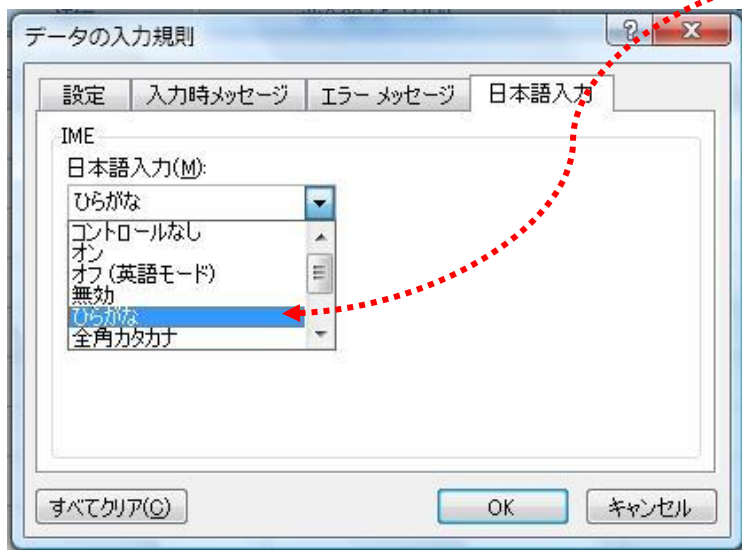 データの入力規則
設定 入力時メッセージ エラー メッセージ 日本語入力
IME
日本語入力(M):
ひらがな
コントロールなし
オン
オフ (英語モード)
無効
ひらがな
全角カタカナ
すべてクリア(C) OK キャンセル